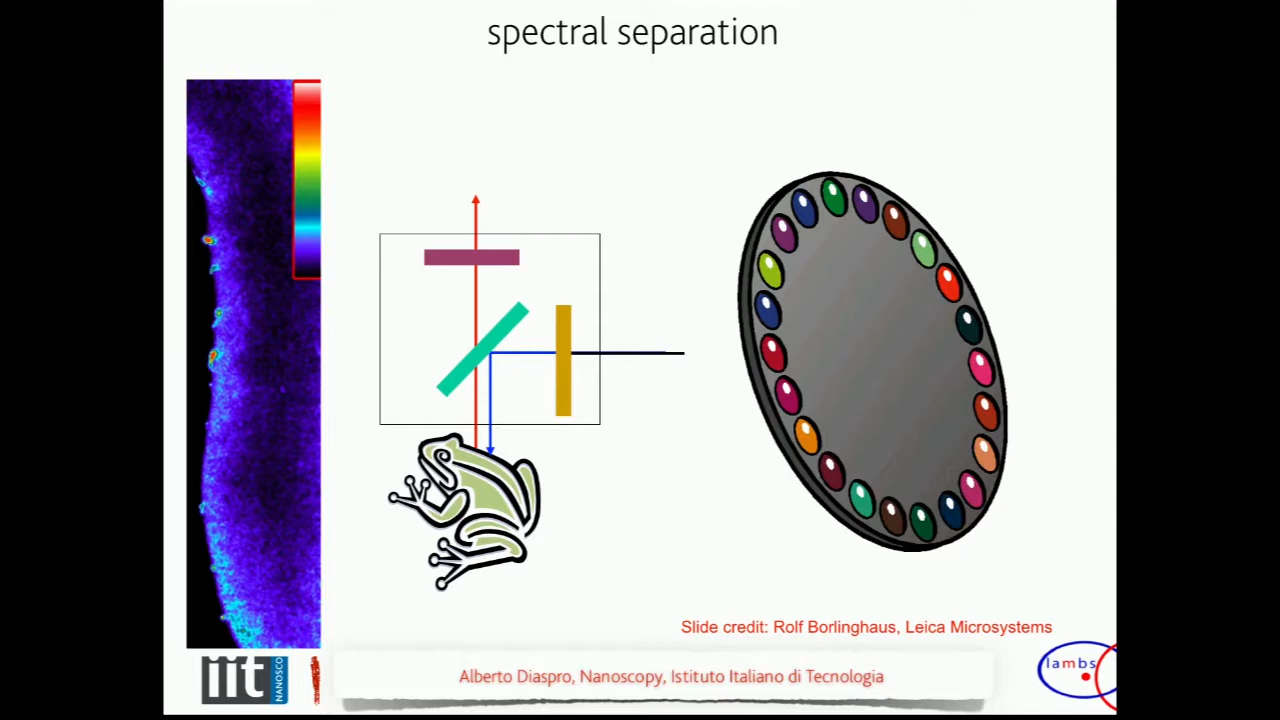 spectral separation
Slide credit: Rolf Borlinghaus, Leica Microsystems
iit
NANOSCO
Alberto Diaspro, Nanoscopy, Istituto Italiano di Tecnologia
lambs